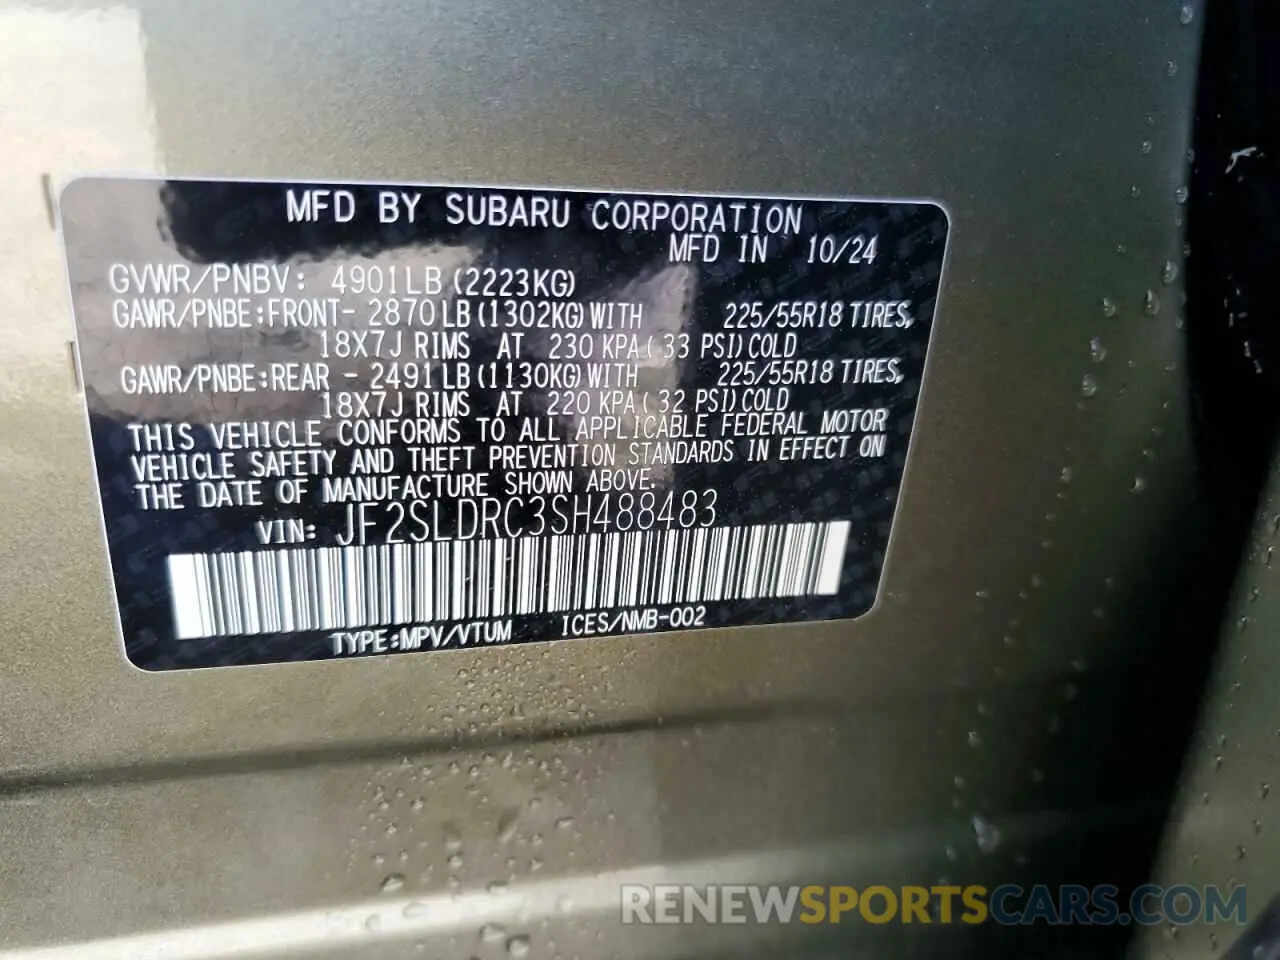 MFD BY SUBARU CORPORATION
MFD IN 10/24
GVWR/PNBV: 4901LB(2223KG)
GAWR/PNBE:FRONT- 2870LB(1302KG)WITH 225/55R18 TIRES,
18X7J RIMS AT 230 KPA( 33 PSI)COLD
GAWR/PNBE:REAR - 2491LB(1130KG)WITH 225/55R18 TIRES,
18X7J RIMS AT 220 KPA( 32 PSI)COLD
THIS VEHICLE CONFORMS TO ALL APPLICABLE FEDERAL MOTOR
VEHICLE SAFETY AND THEFT PREVENTION STANDARDS IN EFFECT ON
THE DATE OF MANUFACTURE SHOWN ABOVE.
VIN: JF2SLDRC3SH488483
TYPE:MPV/VTUM ICES/NMB-002
RENEWSPORTSCARS.COM